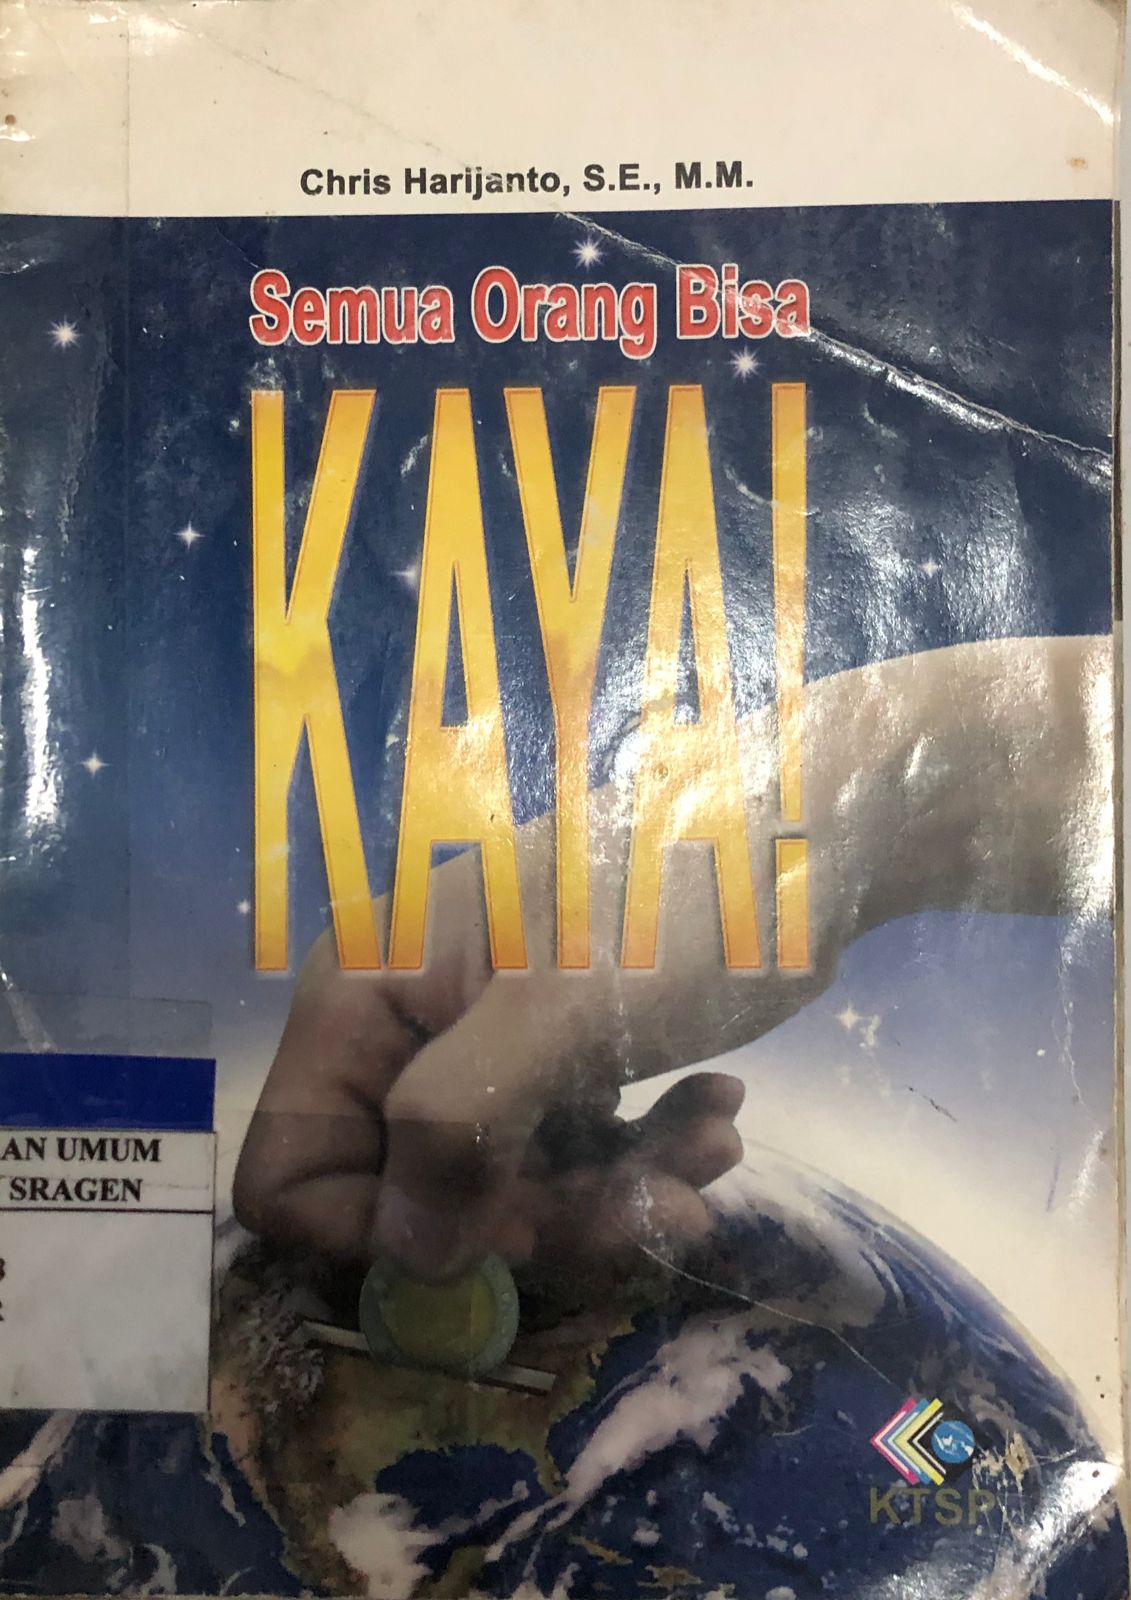 Chris Harijanto, S.E., M.M.
Semua Orang Bisa
KAYA!
AN UMUM
SRAGEN
KTSP